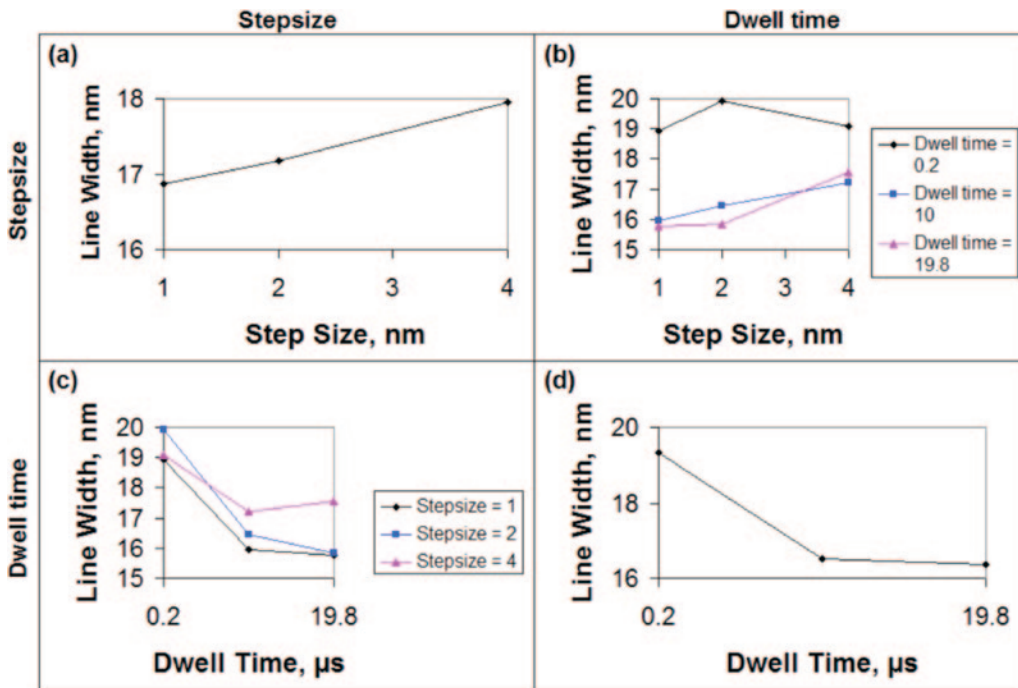 Stepsize
Dwell time
Stepsize
(a)
Line Width, nm
18
17
16
1 2 3 4
Step Size, nm
(b)
Line Width, nm
20
19
18
17
16
15
1 2 3 4
Step Size, nm
Dwell time =
0.2
Dwell time =
10
Dwell time =
19.8
Dwell time
(c)
Line Width, nm
20
19
18
17
16
15
0.2 19.8
Dwell Time, µs
Stepsize = 1
Stepsize = 2
Stepsize = 4
(d)
Line Width, nm
20
18
16
0.2 19.8
Dwell Time, µs